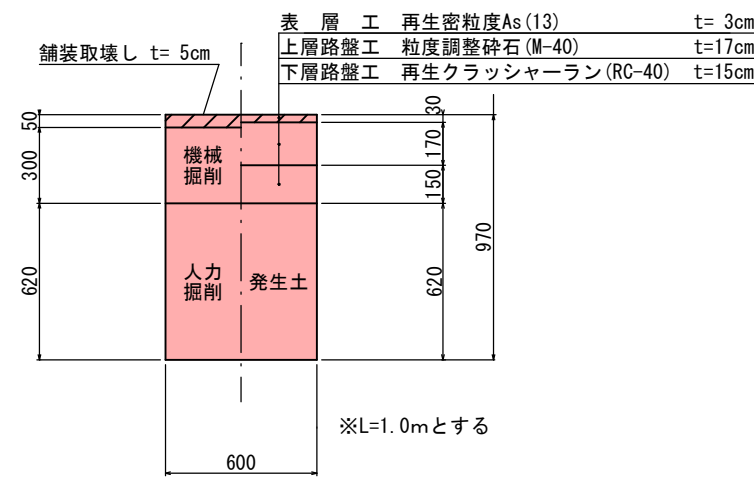 表 層 工 再生密粒度As(13) t= 3cm
上層路盤工 粒度調整砕石(M-40) t=17cm
下層路盤工 再生クラッシャーラン(RC-40) t=15cm
舗装取壊し t= 5cm
50
300
620
機械
掘削
人力
掘削
発生土
30
170
150
620
970
※L=1.0mとする
600